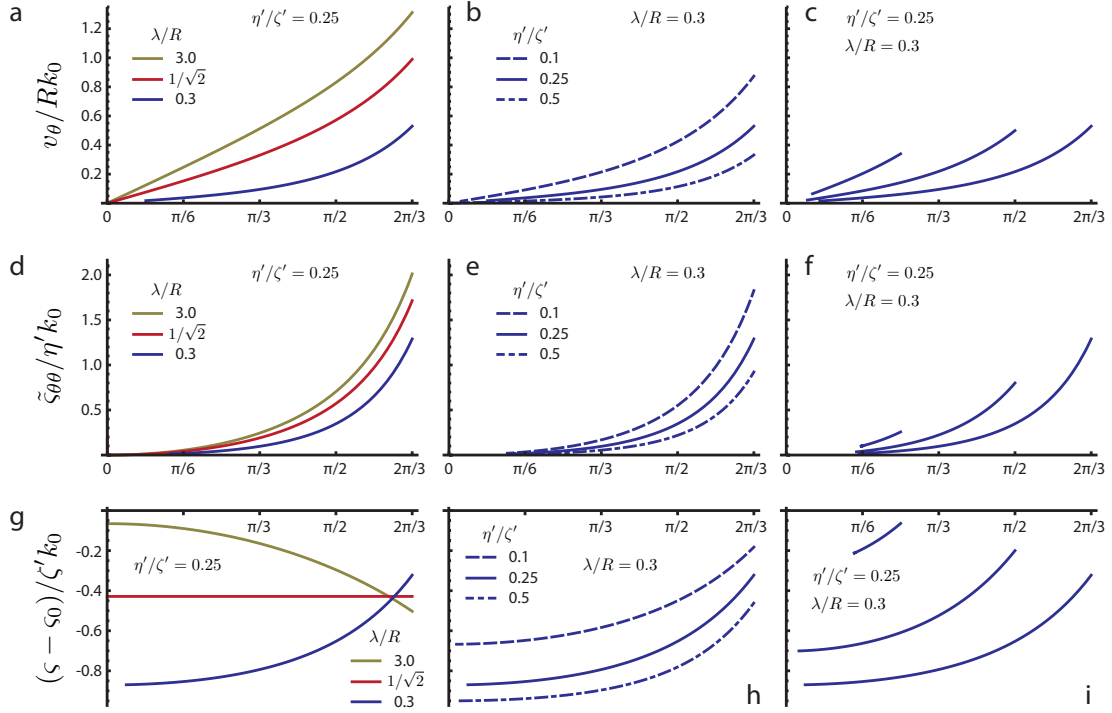 a
η′/ζ′ = 0.25
λ/R
3.0
1/√2
0.3
v_θ/Rk_0
1.2
1.0
0.8
0.6
0.4
0.2
0
π/6
π/3
π/2
2π/3
b
λ/R = 0.3
η′/ζ′
0.1
0.25
0.5
0
π/6
π/3
π/2
2π/3
c
η′/ζ′ = 0.25
λ/R = 0.3
0
π/6
π/3
π/2
2π/3
d
η′/ζ′ = 0.25
λ/R
3.0
1/√2
0.3
ς̃_θθ/η′k_0
2.0
1.5
1.0
0.5
0
π/6
π/3
π/2
2π/3
e
λ/R = 0.3
η′/ζ′
0.1
0.25
0.5
0
π/6
π/3
π/2
2π/3
f
η′/ζ′ = 0.25
λ/R = 0.3
0
π/6
π/3
π/2
2π/3
g
(ς − ς_0)/ζ′k_0
-0.2
-0.4
-0.6
-0.8
π/3
π/2
2π/3
η′/ζ′ = 0.25
λ/R
3.0
1/√2
0.3
η′/ζ′
0.1
0.25
0.5
π/3
π/2
2π/3
λ/R = 0.3
h
π/6
π/3
π/2
2π/3
η′/ζ′ = 0.25
λ/R = 0.3
i